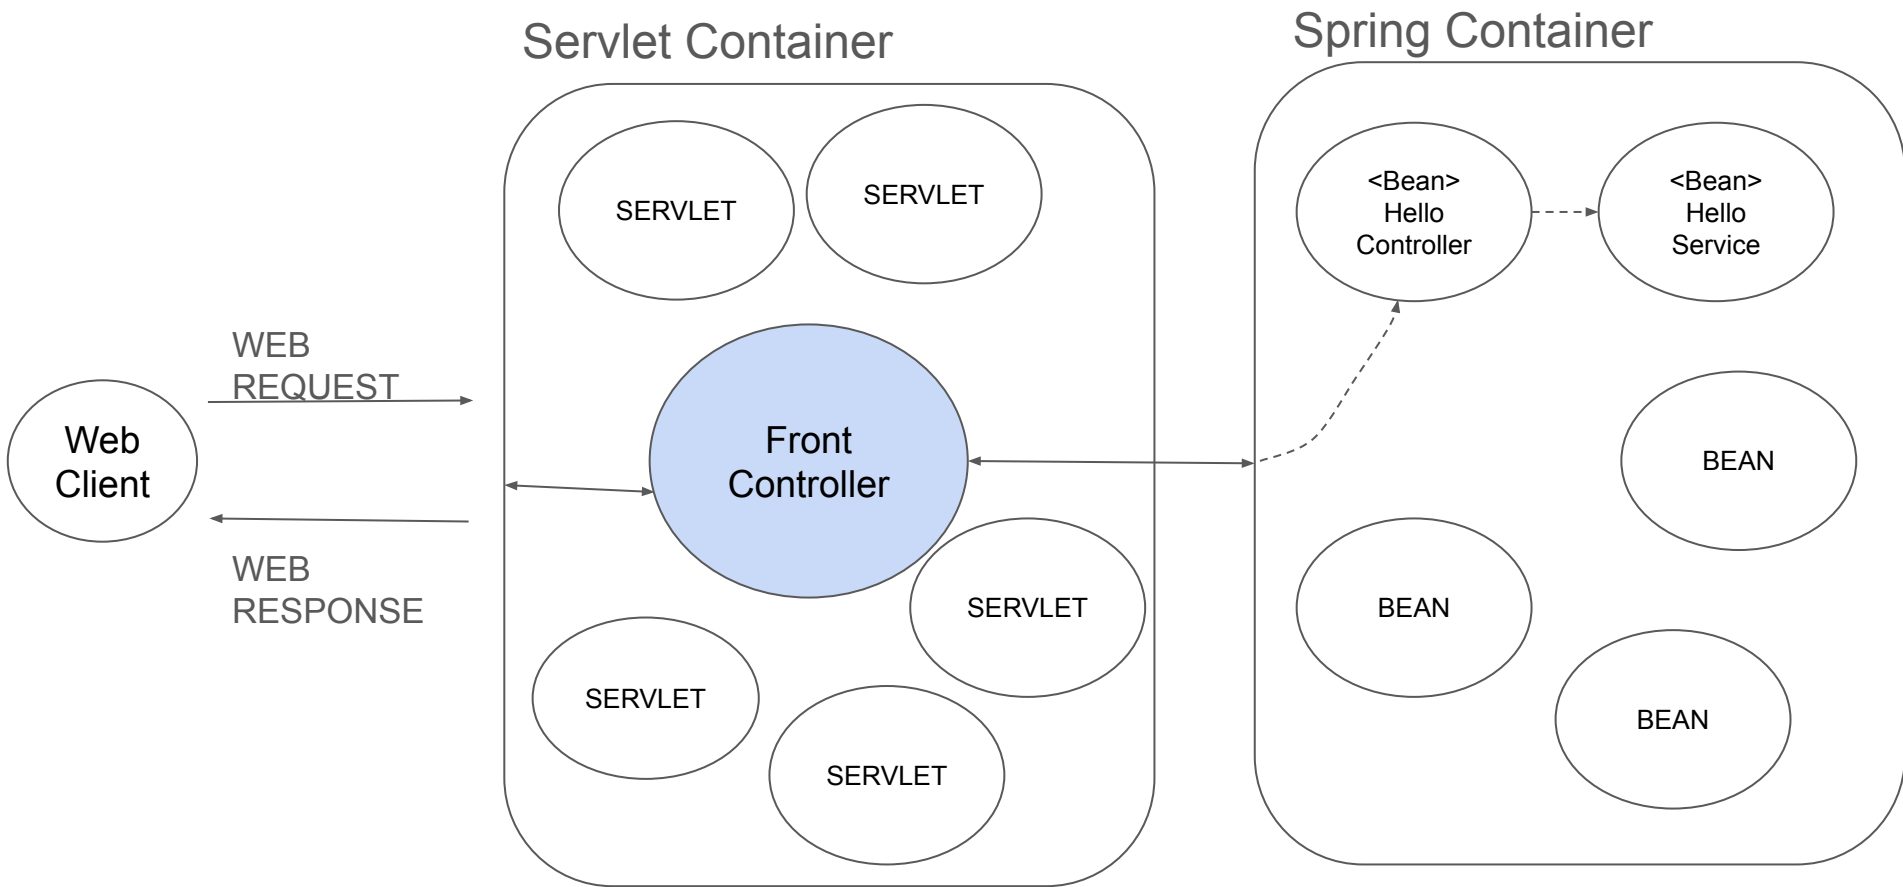 Servlet Container
Spring Container
SERVLET
SERVLET
<Bean>
Hello
Controller
<Bean>
Hello
Service
WEB
REQUEST
Web
Client
Front
Controller
BEAN
WEB
RESPONSE
SERVLET
BEAN
SERVLET
SERVLET
BEAN